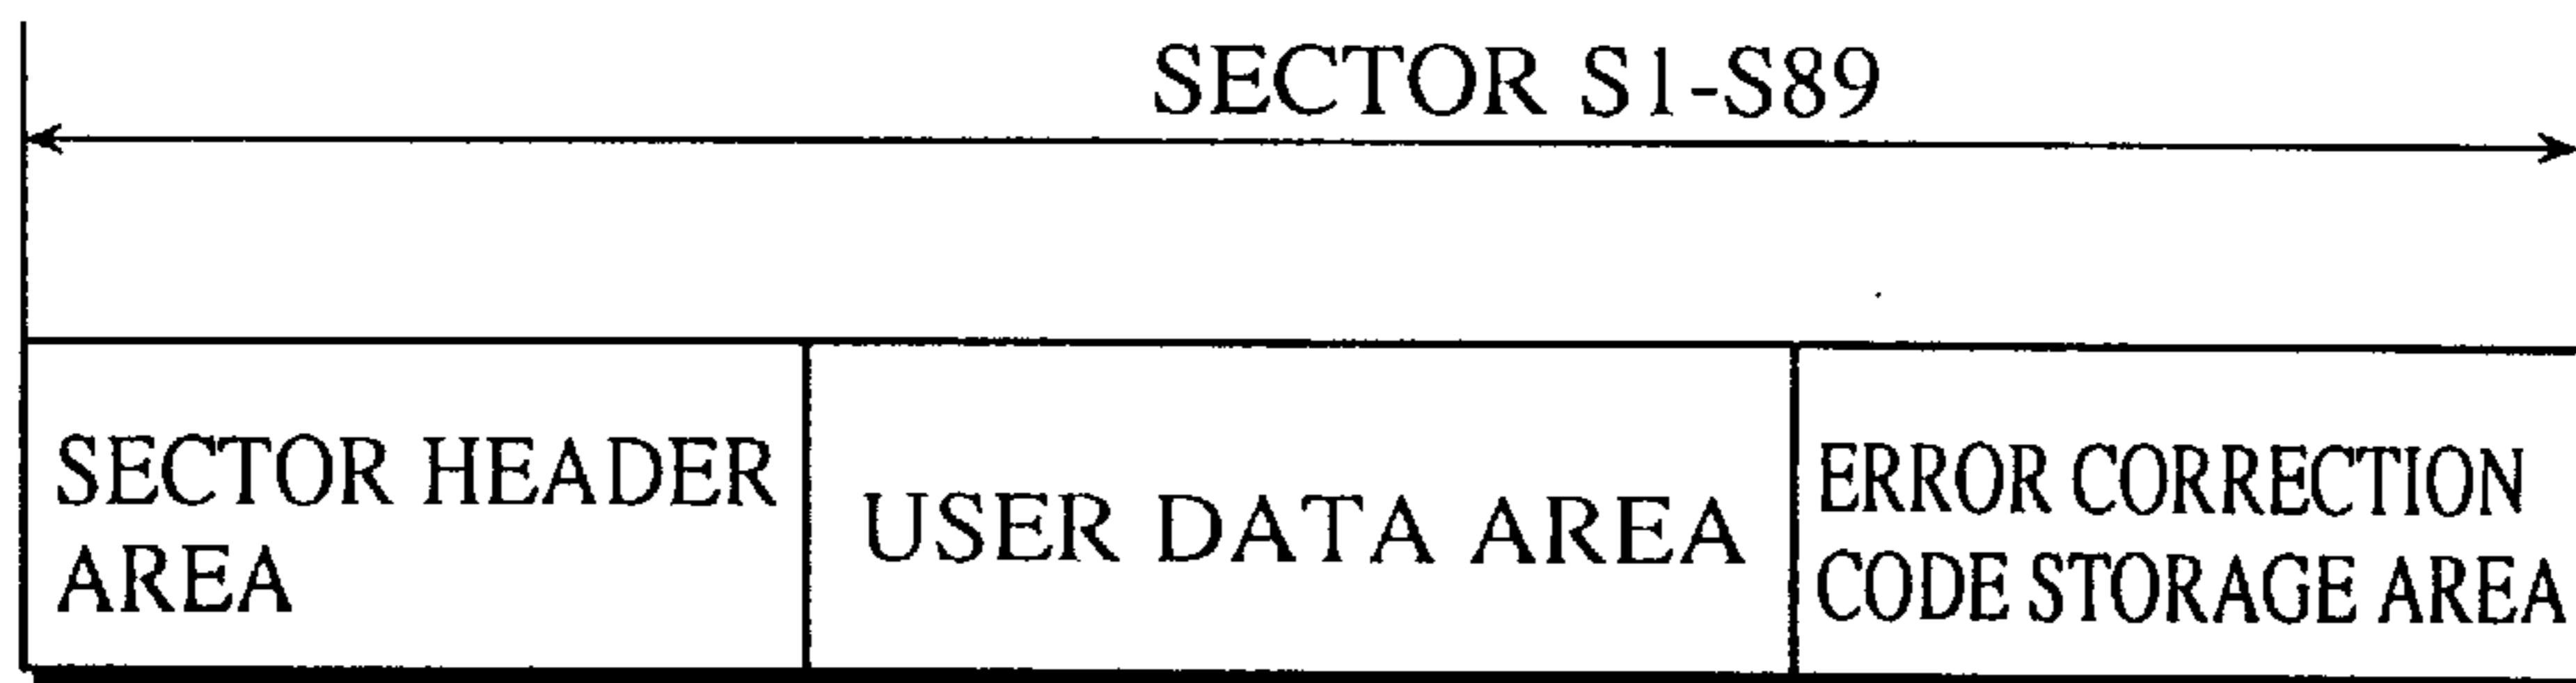 SECTOR S1-S89
SECTOR HEADER
AREA
USER DATA AREA
ERROR CORRECTION
CODE STORAGE AREA